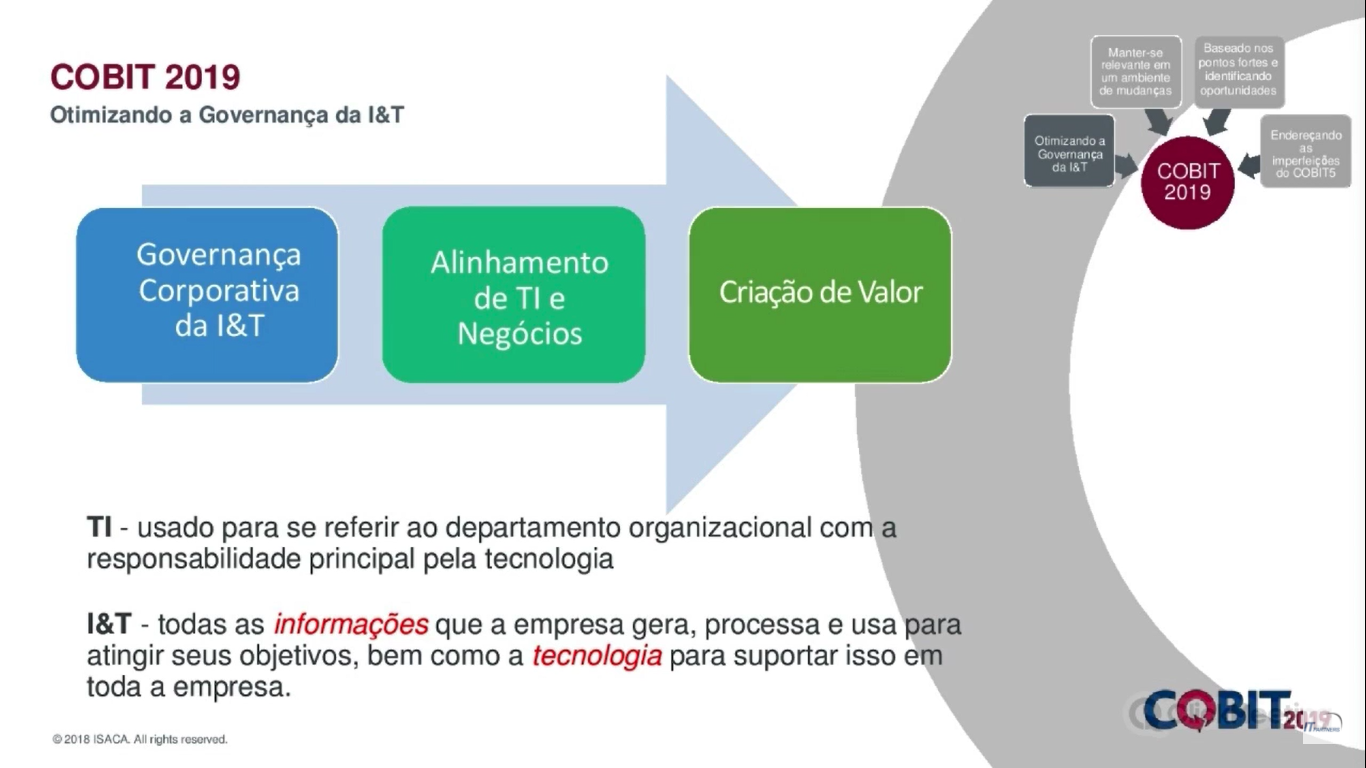 COBIT 2019
Otimizando a Governança da I&T
Manter-se
relevante em
um ambiente
de mudanças
Baseado nos
pontos fortes e
identificando
oportunidades
Otimizando a
Governança
da I&T
Endereçando
as
imperfeições
do COBIT5
COBIT
2019
Governança
Corporativa
da I&T
Alinhamento
de TI e
Negócios
Criação de Valor
TI - usado para se referir ao departamento organizacional com a
responsabilidade principal pela tecnologia
I&T - todas as informações que a empresa gera, processa e usa para
atingir seus objetivos, bem como a tecnologia para suportar isso em
toda a empresa.
© 2018 ISACA. All rights reserved.
COBIT 2019